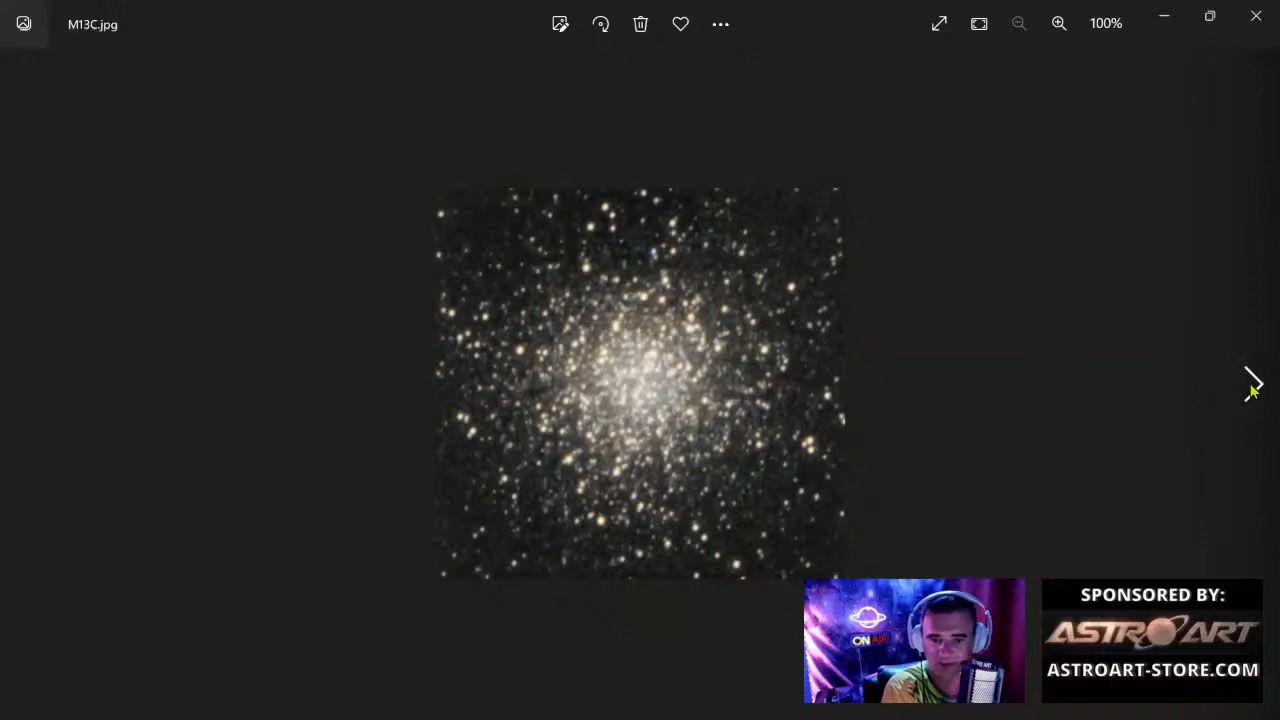 M13C.jpg
100%
ON AIR
SPONSORED BY:
ASTROART
ASTROART-STORE.COM